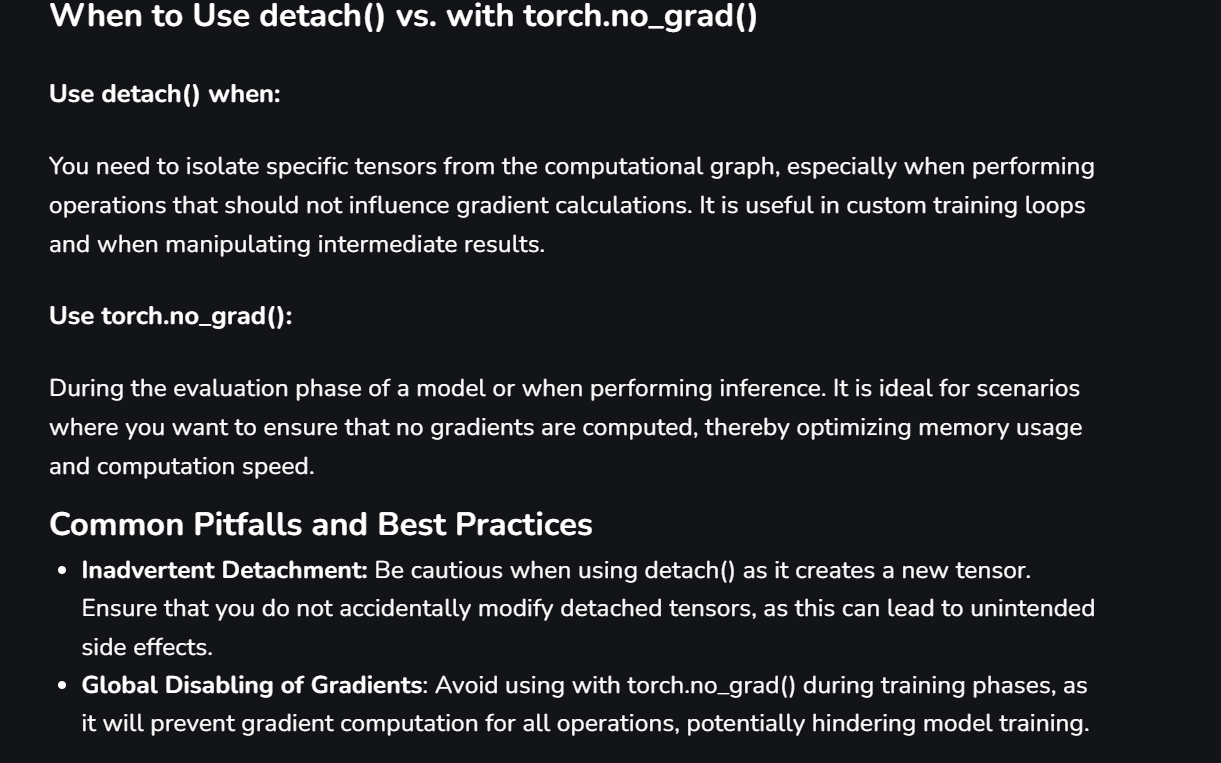 When to Use detach() vs. with torch.no_grad()
Use detach() when:
You need to isolate specific tensors from the computational graph, especially when performing
operations that should not influence gradient calculations. It is useful in custom training loops
and when manipulating intermediate results.
Use torch.no_grad():
During the evaluation phase of a model or when performing inference. It is ideal for scenarios
where you want to ensure that no gradients are computed, thereby optimizing memory usage
and computation speed.
Common Pitfalls and Best Practices
• Inadvertent Detachment: Be cautious when using detach() as it creates a new tensor.
Ensure that you do not accidentally modify detached tensors, as this can lead to unintended
side effects.
• Global Disabling of Gradients: Avoid using with torch.no_grad() during training phases, as
it will prevent gradient computation for all operations, potentially hindering model training.